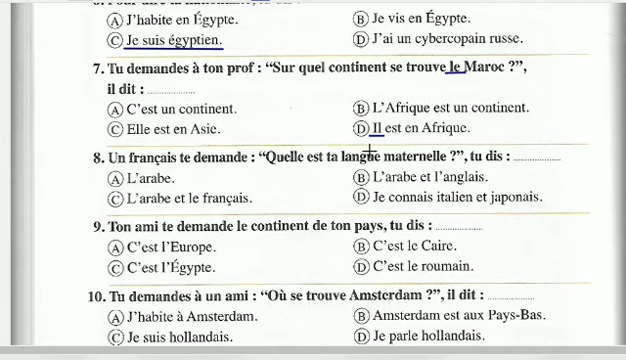 Ⓐ J'habite en Égypte. Ⓑ Je vis en Égypte.
Ⓒ Je suis égyptien. Ⓓ J'ai un cybercopain russe.
7. Tu demandes à ton prof : “Sur quel continent se trouve le Maroc ?”,
il dit : ..................
Ⓐ C'est un continent. Ⓑ L'Afrique est un continent.
Ⓒ Elle est en Asie. Ⓓ Il est en Afrique.
8. Un français te demande : “Quelle est ta langue maternelle ?”, tu dis : ..................
Ⓐ L'arabe. Ⓑ L'arabe et l'anglais.
Ⓒ L'arabe et le français. Ⓓ Je connais italien et japonais.
9. Ton ami te demande le continent de ton pays, tu dis : ..................
Ⓐ C'est l'Europe. Ⓑ C'est le Caire.
Ⓒ C'est l'Égypte. Ⓓ C'est le roumain.
10. Tu demandes à un ami : “Où se trouve Amsterdam ?”, il dit : ..................
Ⓐ J'habite à Amsterdam. Ⓑ Amsterdam est aux Pays-Bas.
Ⓒ Je suis hollandais. Ⓓ Je parle hollandais.